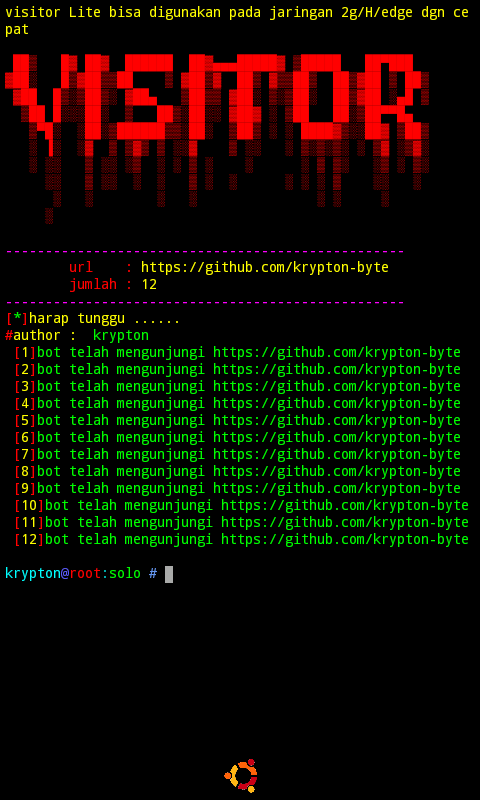 visitor Lite bisa digunakan pada jaringan 2g/H/edge dgn ce
pat
VISITOR
--------------------------------------------------
url    : https://github.com/krypton-byte
jumlah : 12
--------------------------------------------------
[*]harap tunggu ......
#author :  krypton
[1]bot telah mengunjungi https://github.com/krypton-byte
[2]bot telah mengunjungi https://github.com/krypton-byte
[3]bot telah mengunjungi https://github.com/krypton-byte
[4]bot telah mengunjungi https://github.com/krypton-byte
[5]bot telah mengunjungi https://github.com/krypton-byte
[6]bot telah mengunjungi https://github.com/krypton-byte
[7]bot telah mengunjungi https://github.com/krypton-byte
[8]bot telah mengunjungi https://github.com/krypton-byte
[9]bot telah mengunjungi https://github.com/krypton-byte
[10]bot telah mengunjungi https://github.com/krypton-byte
[11]bot telah mengunjungi https://github.com/krypton-byte
[12]bot telah mengunjungi https://github.com/krypton-byte
krypton@root:solo #